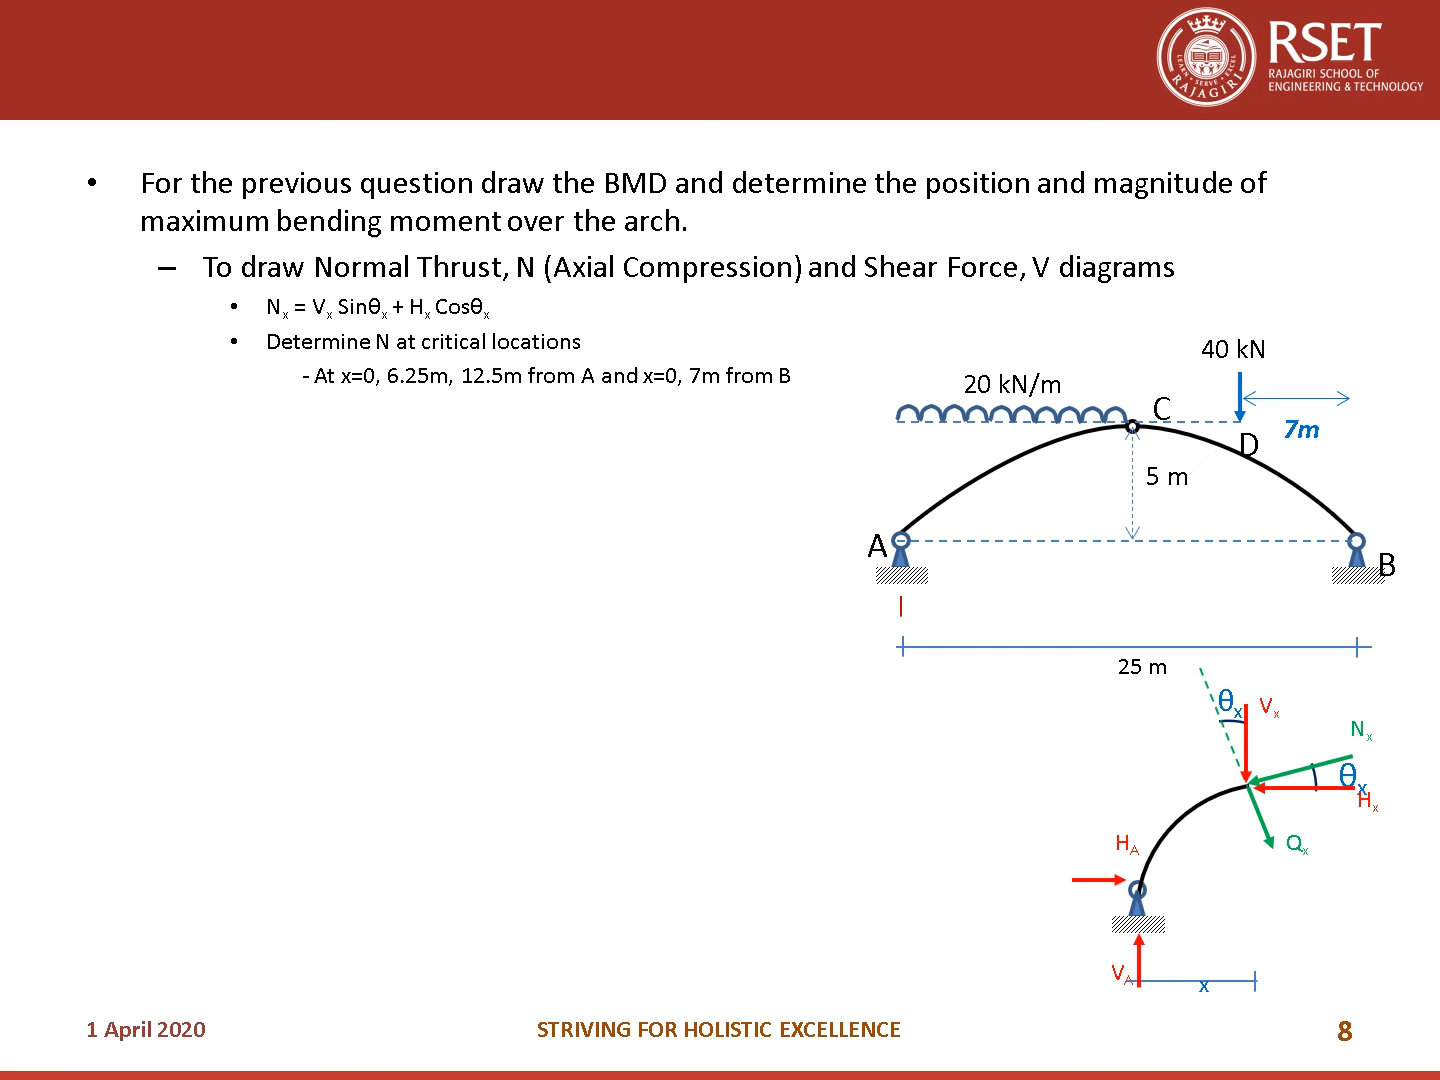 RSET
RAJAGIRI SCHOOL OF
ENGINEERING & TECHNOLOGY
LEARN · SERVE · EXCEL
RAJAGIRI
• For the previous question draw the BMD and determine the position and magnitude of
maximum bending moment over the arch.
– To draw Normal Thrust, N (Axial Compression) and Shear Force, V diagrams
• Nx = Vx Sinθx + Hx Cosθx
• Determine N at critical locations
- At x=0, 6.25m, 12.5m from A and x=0, 7m from B
40 kN
20 kN/m
C
7m
D
5 m
A
B
25 m
θx
Vx
Nx
θx
Hx
HA
Qx
VA
x
1 April 2020
STRIVING FOR HOLISTIC EXCELLENCE
8